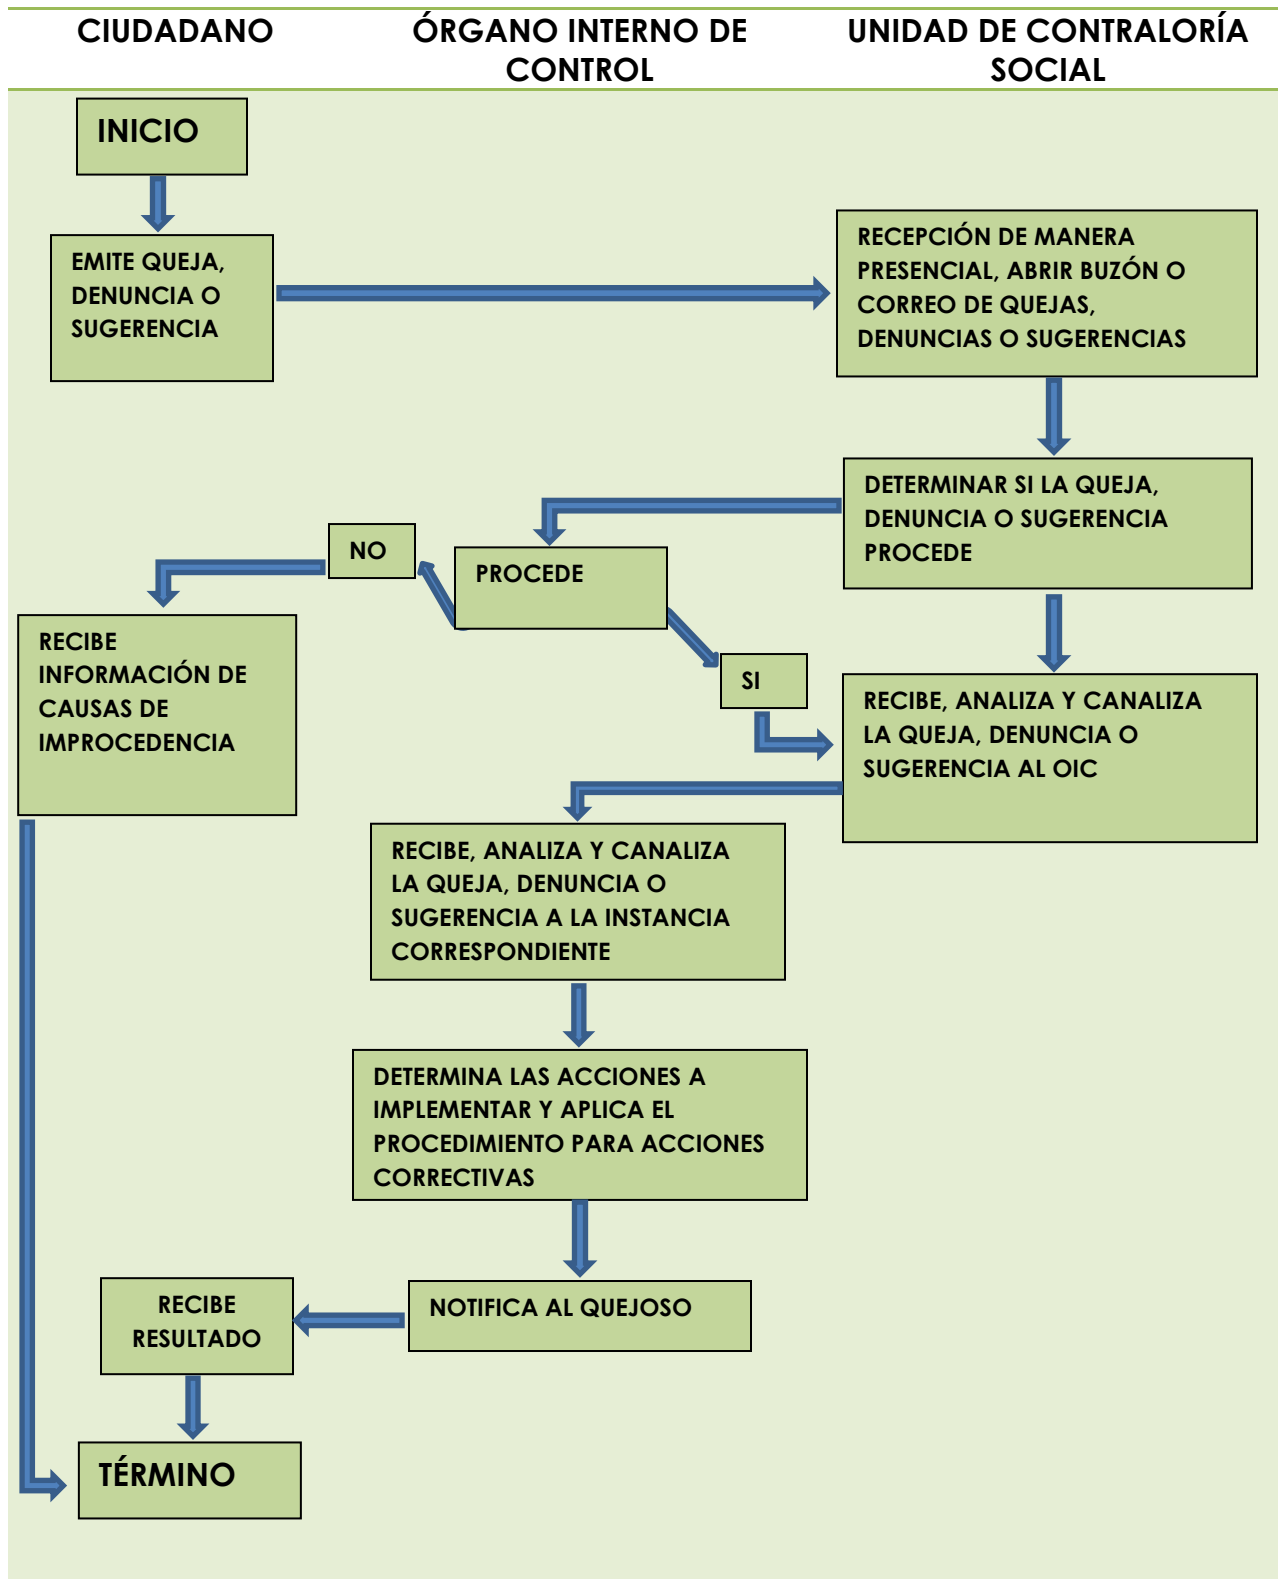 CIUDADANO
ÓRGANO INTERNO DE
CONTROL
UNIDAD DE CONTRALORÍA
SOCIAL
INICIO
EMITE QUEJA,
DENUNCIA O
SUGERENCIA
RECEPCIÓN DE MANERA
PRESENCIAL, ABRIR BUZÓN O
CORREO DE QUEJAS,
DENUNCIAS O SUGERENCIAS
DETERMINAR SI LA QUEJA,
DENUNCIA O SUGERENCIA
PROCEDE
PROCEDE
NO
RECIBE
INFORMACIÓN DE
CAUSAS DE
IMPROCEDENCIA
SI
RECIBE, ANALIZA Y CANALIZA
LA QUEJA, DENUNCIA O
SUGERENCIA AL OIC
RECIBE, ANALIZA Y CANALIZA
LA QUEJA, DENUNCIA O
SUGERENCIA A LA INSTANCIA
CORRESPONDIENTE
DETERMINA LAS ACCIONES A
IMPLEMENTAR Y APLICA EL
PROCEDIMIENTO PARA ACCIONES
CORRECTIVAS
NOTIFICA AL QUEJOSO
RECIBE
RESULTADO
TÉRMINO